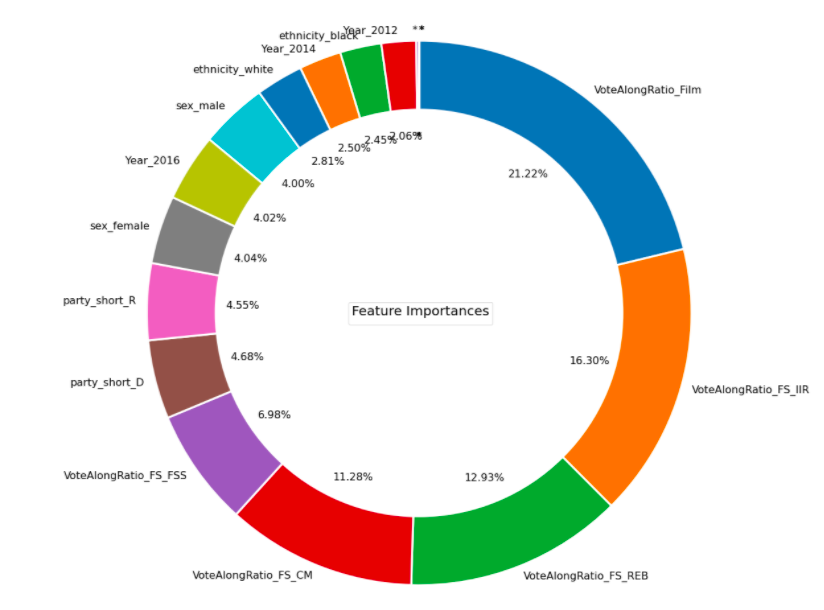 ethnicity_black
Year_2012
* *
Year_2014
ethnicity_white
sex_male
Year_2016
sex_female
party_short_R
party_short_D
VoteAlongRatio_FS_FSS
VoteAlongRatio_FS_CM
VoteAlongRatio_FS_REB
VoteAlongRatio_FS_IIR
VoteAlongRatio_Film
21.22%
16.30%
12.93%
11.28%
6.98%
4.68%
4.55%
4.04%
4.02%
4.00%
2.81%
2.50%
2.45%
2.06%
*
Feature Importances